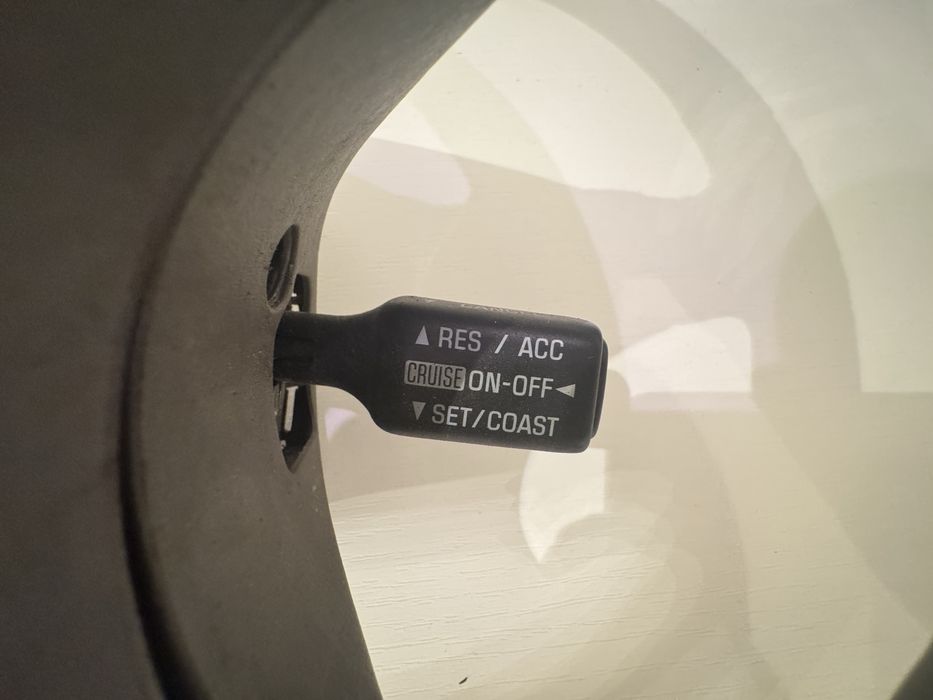 ▲ RES / ACC
CRUISE ON-OFF ◄
▼ SET/COAST